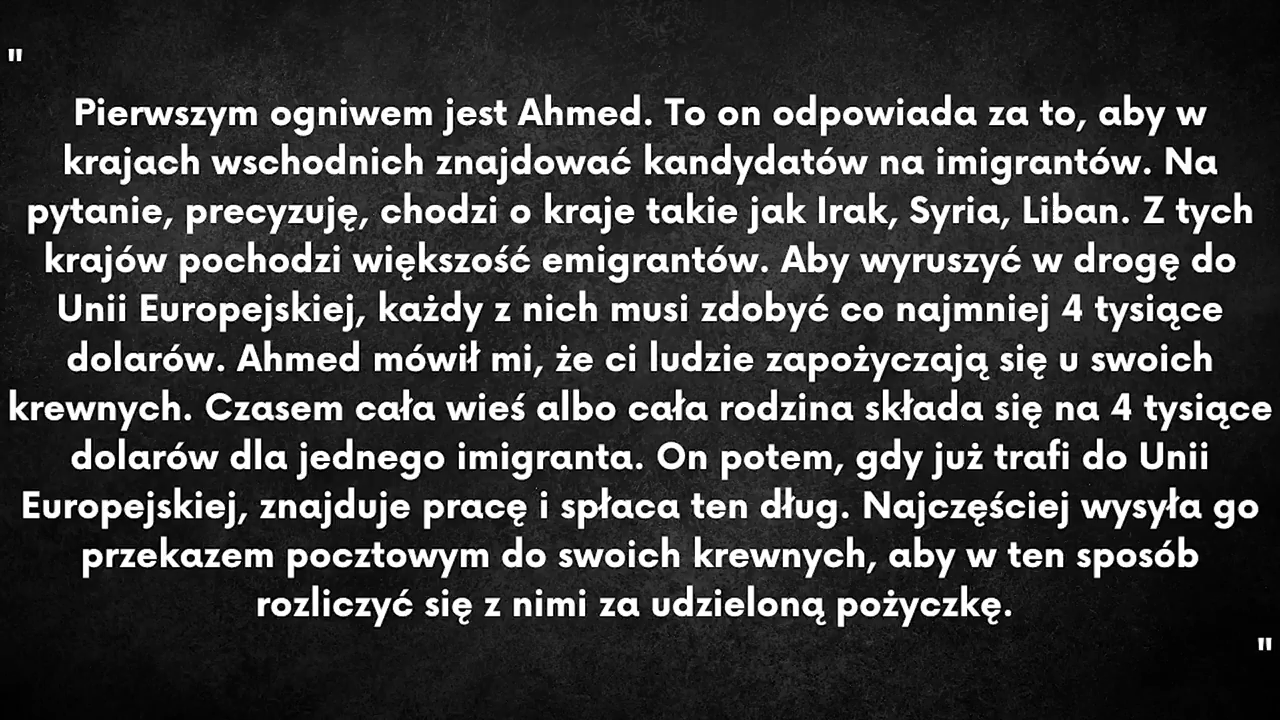 "
Pierwszym ogniwem jest Ahmed. To on odpowiada za to, aby w
krajach wschodnich znajdować kandydatów na imigrantów. Na
pytanie, precyzuję, chodzi o kraje takie jak Irak, Syria, Liban. Z tych
krajów pochodzi większość emigrantów. Aby wyruszyć w drogę do
Unii Europejskiej, każdy z nich musi zdobyć co najmniej 4 tysiące
dolarów. Ahmed mówił mi, że ci ludzie zapożyczają się u swoich
krewnych. Czasem cała wieś albo cała rodzina składa się na 4 tysiące
dolarów dla jednego imigranta. On potem, gdy już trafi do Unii
Europejskiej, znajduje pracę i spłaca ten dług. Najczęściej wysyła go
przekazem pocztowym do swoich krewnych, aby w ten sposób
rozliczyć się z nimi za udzieloną pożyczkę.
"